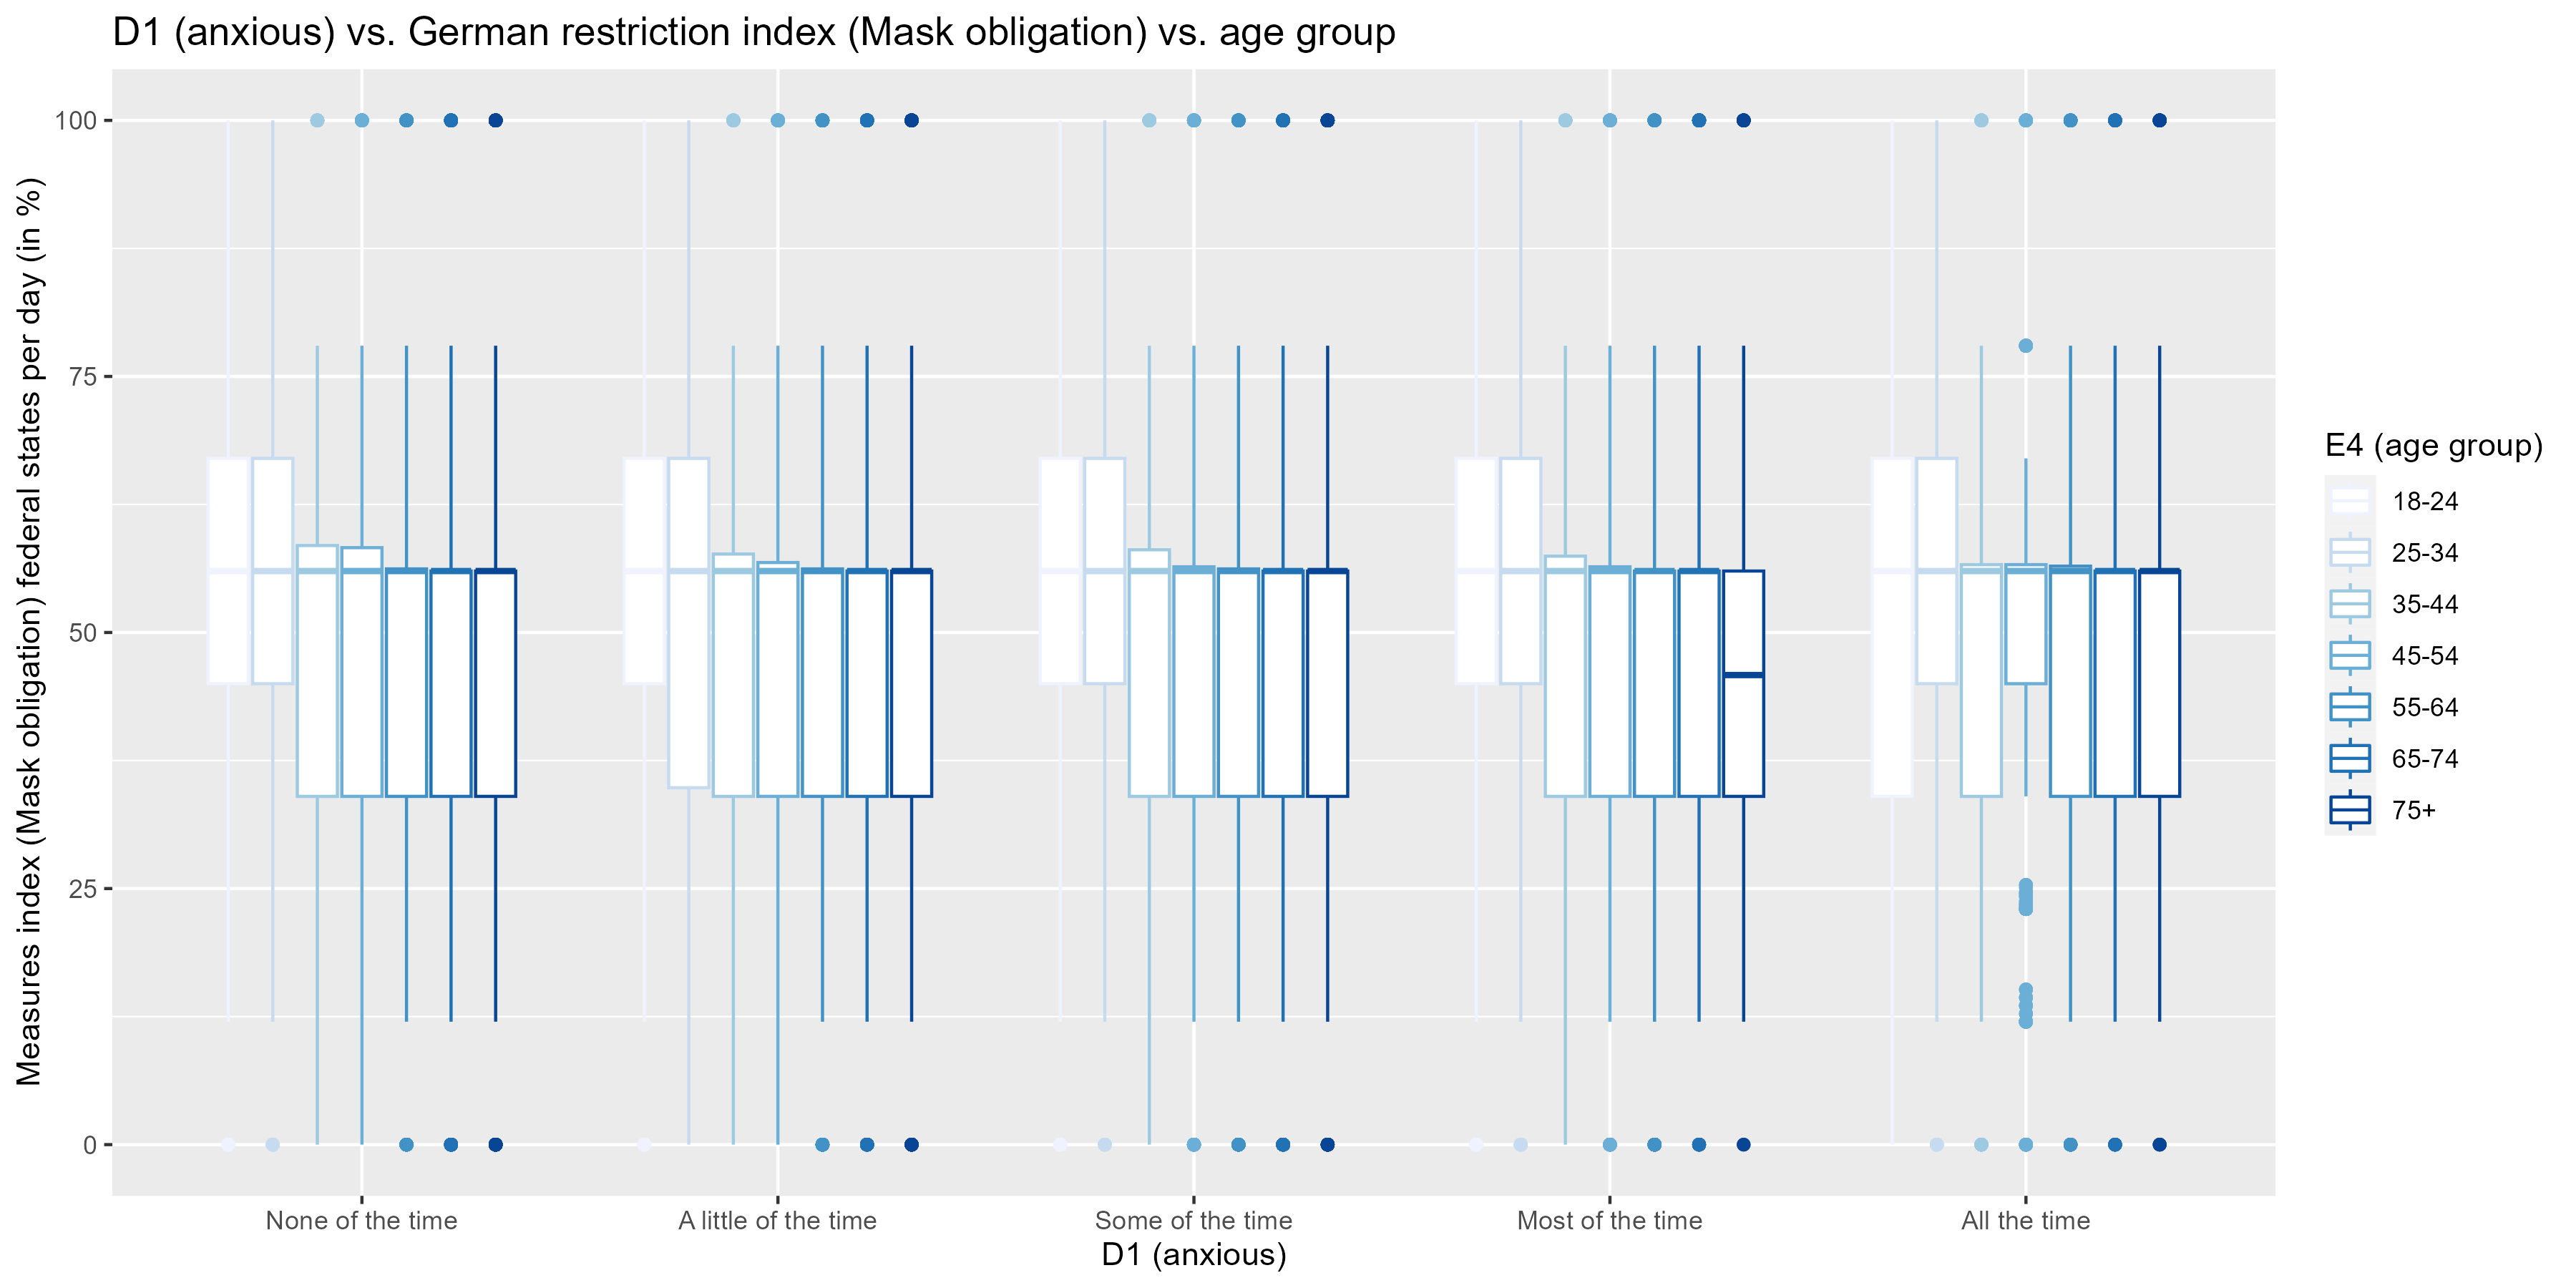 D1 (anxious) vs. German restriction index (Mask obligation) vs. age group
Measures index (Mask obligation) federal states per day (in %)
100
75
50
25
0
None of the time
A little of the time
Some of the time
Most of the time
All the time
D1 (anxious)
E4 (age group)
18-24
25-34
35-44
45-54
55-64
65-74
75+